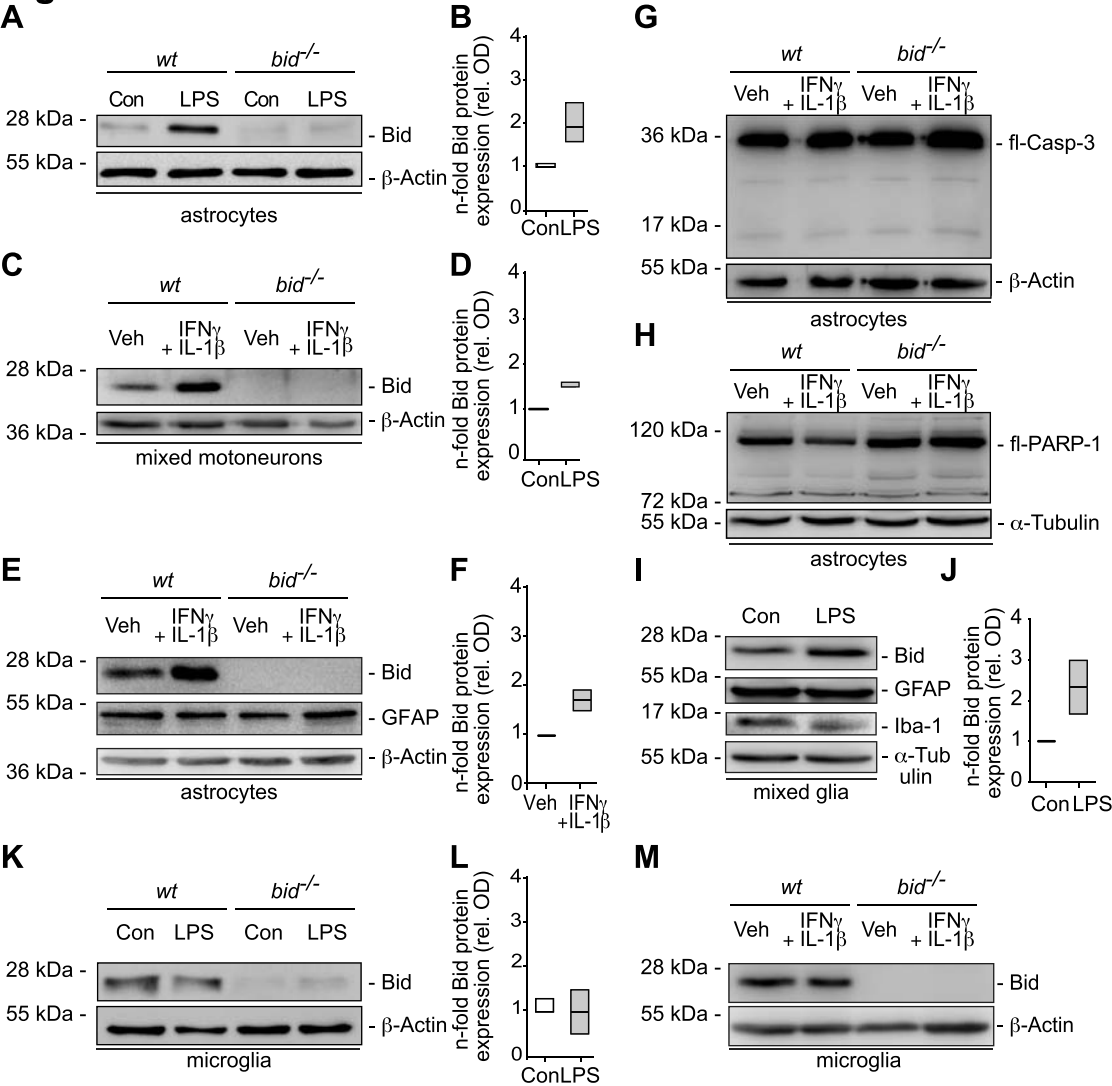 A
wt
bid-/-
Con LPS Con LPS
28 kDa -
- Bid
55 kDa -
- β-Actin
astrocytes
B
n-fold Bid protein
expression (rel. OD)
4
3
2
1
0
Con LPS
C
wt
bid-/-
Veh + IFNγ IL-1β Veh + IFNγ IL-1β
28 kDa -
- Bid
- β-Actin
36 kDa -
mixed motoneurons
D
n-fold Bid protein
expression (rel. OD)
4
3
2
1
0
Con LPS
E
wt
bid-/-
Veh + IFNγ IL-1β Veh + IFNγ IL-1β
28 kDa -
- Bid
55 kDa -
- GFAP
- β-Actin
36 kDa -
astrocytes
F
n-fold Bid protein
expression (rel. OD)
4
3
2
1
0
Veh IFNγ
+IL-1β
G
wt
bid-/-
Veh + IFNγ IL-1β Veh + IFNγ IL-1β
36 kDa -
- fl-Casp-3
17 kDa -
55 kDa -
- β-Actin
astrocytes
H
wt
bid-/-
Veh + IFNγ IL-1β Veh + IFNγ IL-1β
120 kDa -
- fl-PARP-1
72 kDa -
55 kDa -
- α-Tubulin
astrocytes
I
Con LPS
28 kDa -
- Bid
55 kDa -
- GFAP
17 kDa -
- Iba-1
55 kDa -
- α-Tub
ulin
mixed glia
J
n-fold Bid protein
expression (rel. OD)
4
3
2
1
0
Con LPS
K
wt
bid-/-
Con LPS Con LPS
28 kDa -
- Bid
55 kDa -
- β-Actin
microglia
L
n-fold Bid protein
expression (rel. OD)
4
3
2
1
0
Con LPS
M
wt
bid-/-
Veh + IFNγ IL-1β Veh + IFNγ IL-1β
28 kDa -
- Bid
55 kDa -
- β-Actin
microglia